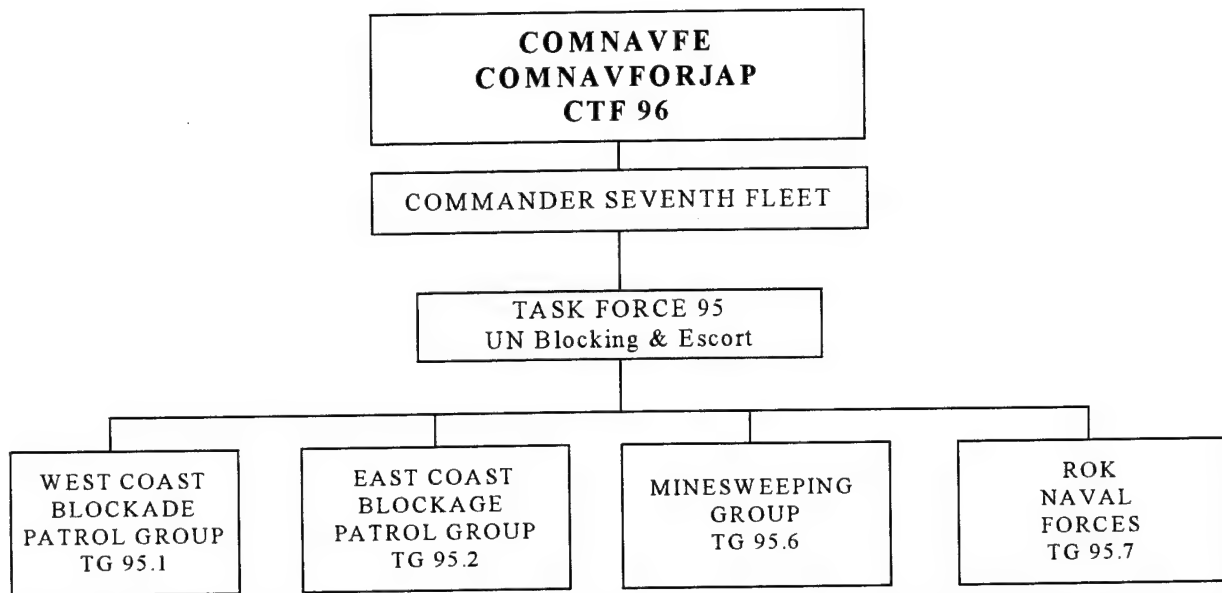 COMNAVFE
COMNAVFORJAP
CTF 96
COMMANDER SEVENTH FLEET
TASK FORCE 95
UN Blocking & Escort
WEST COAST
BLOCKADE
PATROL GROUP
TG 95.1
EAST COAST
BLOCKAGE
PATROL GROUP
TG 95.2
MINESWEEPING
GROUP
TG 95.6
ROK
NAVAL
FORCES
TG 95.7